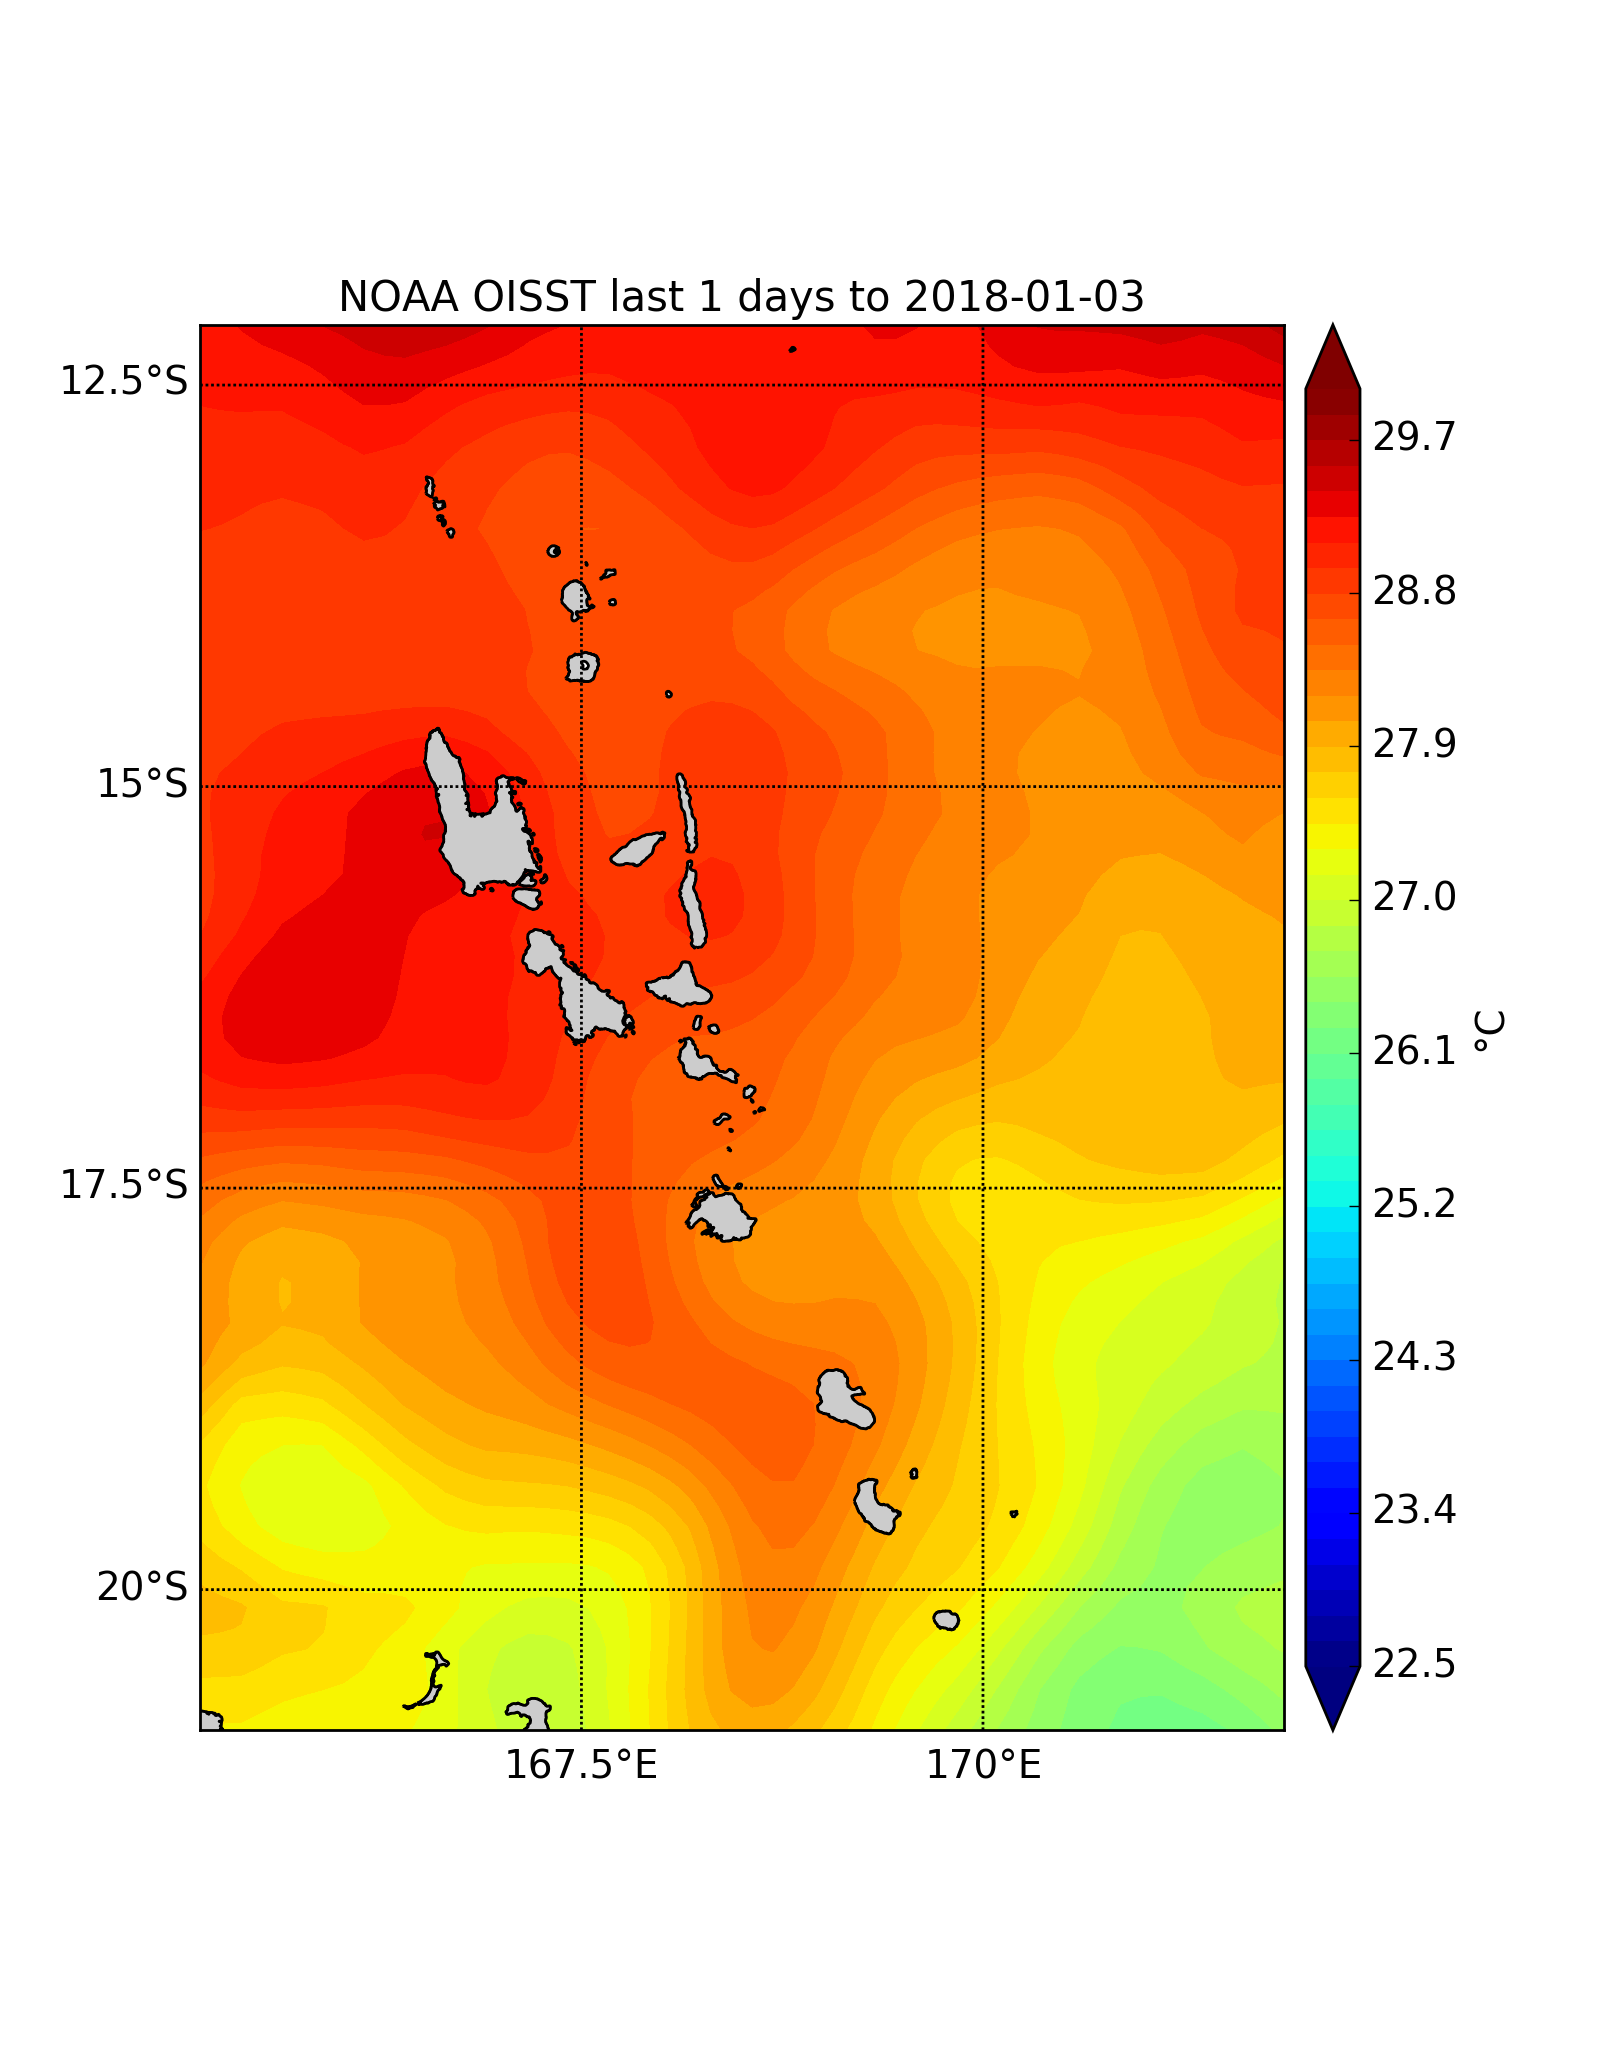 NOAA OISST last 1 days to 2018-01-03
12.5°S
15°S
17.5°S
20°S
167.5°E
170°E
29.7
28.8
27.9
27.0
26.1
25.2
24.3
23.4
22.5
°C